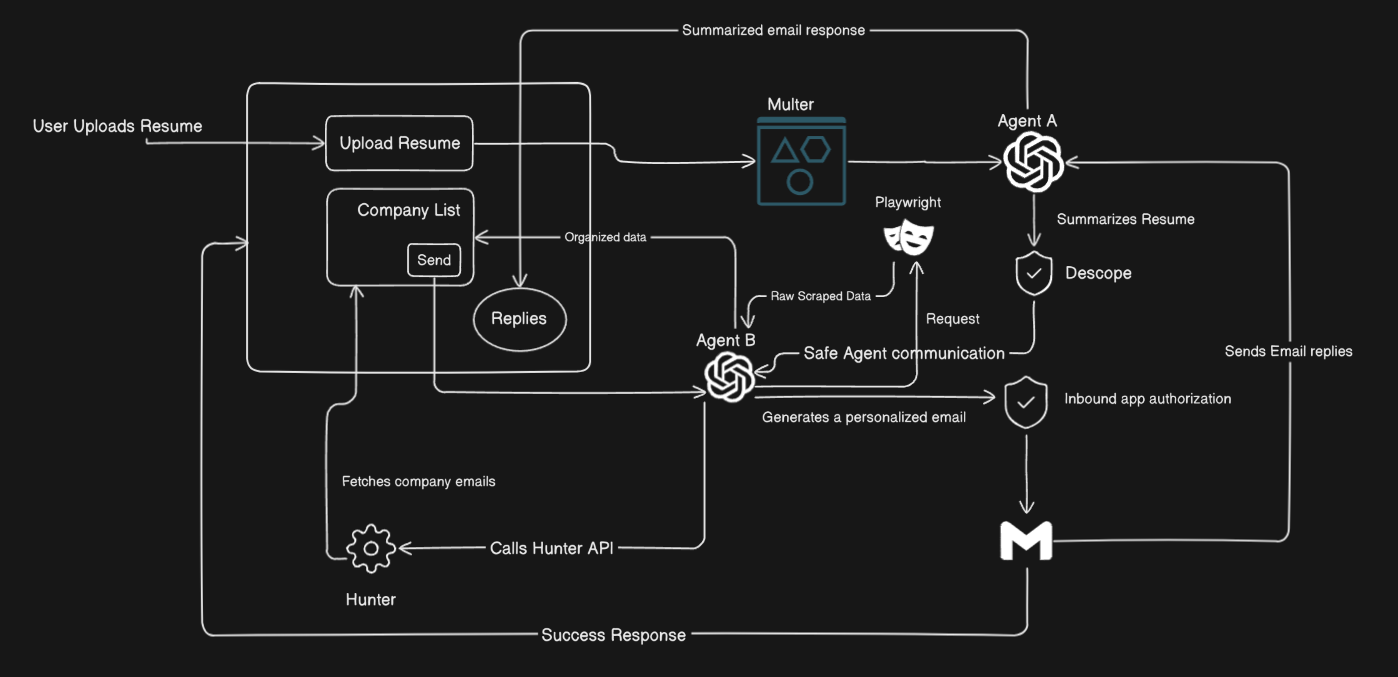 Summarized email response
Multer
Agent A
User Uploads Resume
Upload Resume
Playwright
Company List
Summarizes Resume
Organized data
Send
Descope
Raw Scraped Data
Replies
Request
Agent B
Safe Agent communication
Sends Email replies
Inbound app authorization
Generates a personalized email
Fetches company emails
Calls Hunter API
Hunter
Success Response